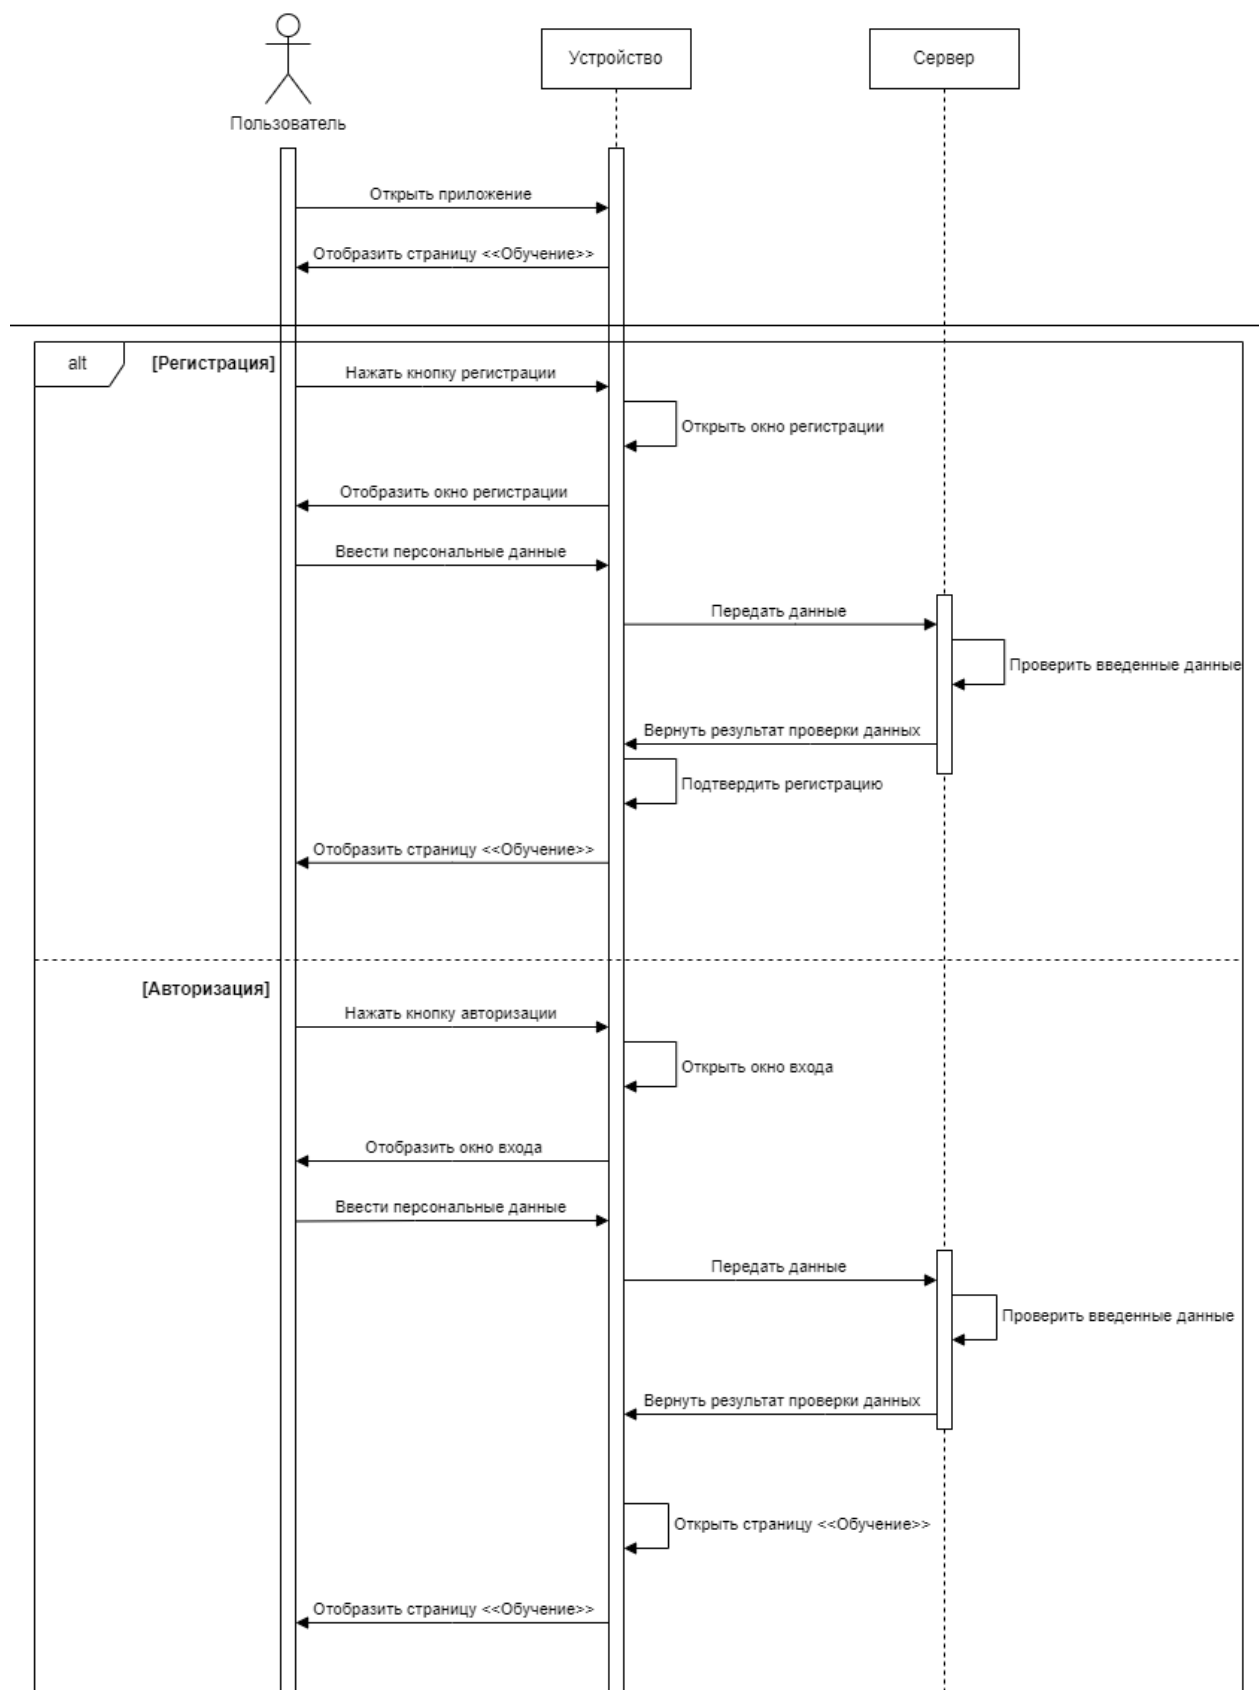 Устройство
Сервер
Пользователь
Открыть приложение
Отобразить страницу <<Обучение>>
alt
[Регистрация]
Нажать кнопку регистрации
Открыть окно регистрации
Отобразить окно регистрации
Ввести персональные данные
Передать данные
Проверить введенные данные
Вернуть результат проверки данных
Подтвердить регистрацию
Отобразить страницу <<Обучение>>
[Авторизация]
Нажать кнопку авторизации
Открыть окно входа
Отобразить окно входа
Ввести персональные данные
Передать данные
Проверить введенные данные
Вернуть результат проверки данных
Открыть страницу <<Обучение>>
Отобразить страницу <<Обучение>>